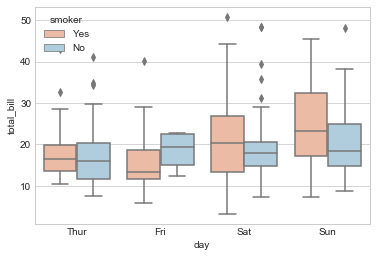 smoker
Yes
No
50
40
30
20
10
total_bill
Thur
Fri
Sat
Sun
day